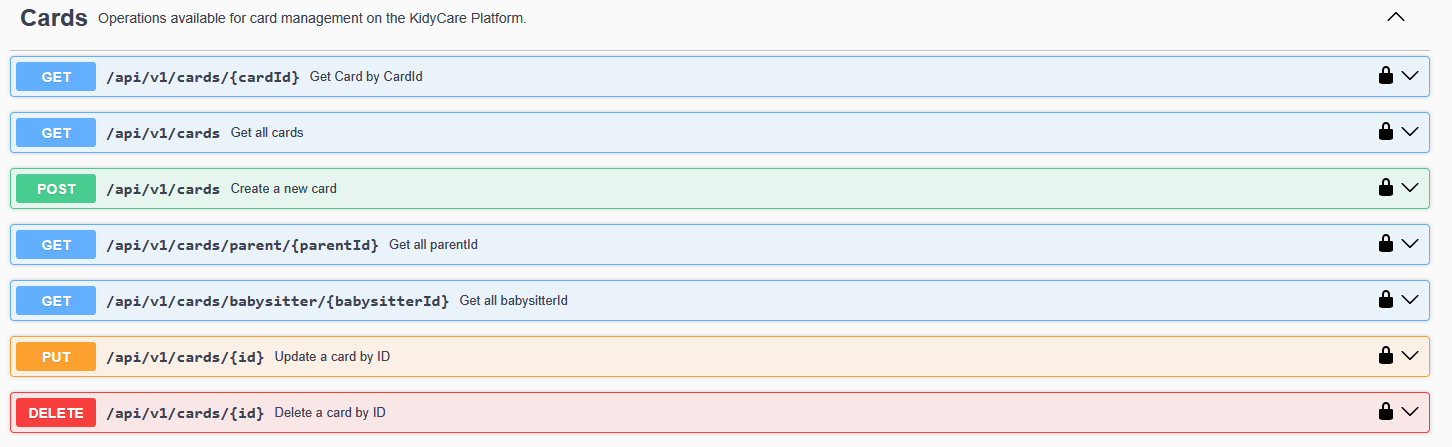 Cards Operations available for card management on the KidyCare Platform.
GET /api/v1/cards/{cardId} Get Card by CardId
GET /api/v1/cards Get all cards
POST /api/v1/cards Create a new card
GET /api/v1/cards/parent/{parentId} Get all parentId
GET /api/v1/cards/babysitter/{babysitterId} Get all babysitterId
PUT /api/v1/cards/{id} Update a card by ID
DELETE /api/v1/cards/{id} Delete a card by ID